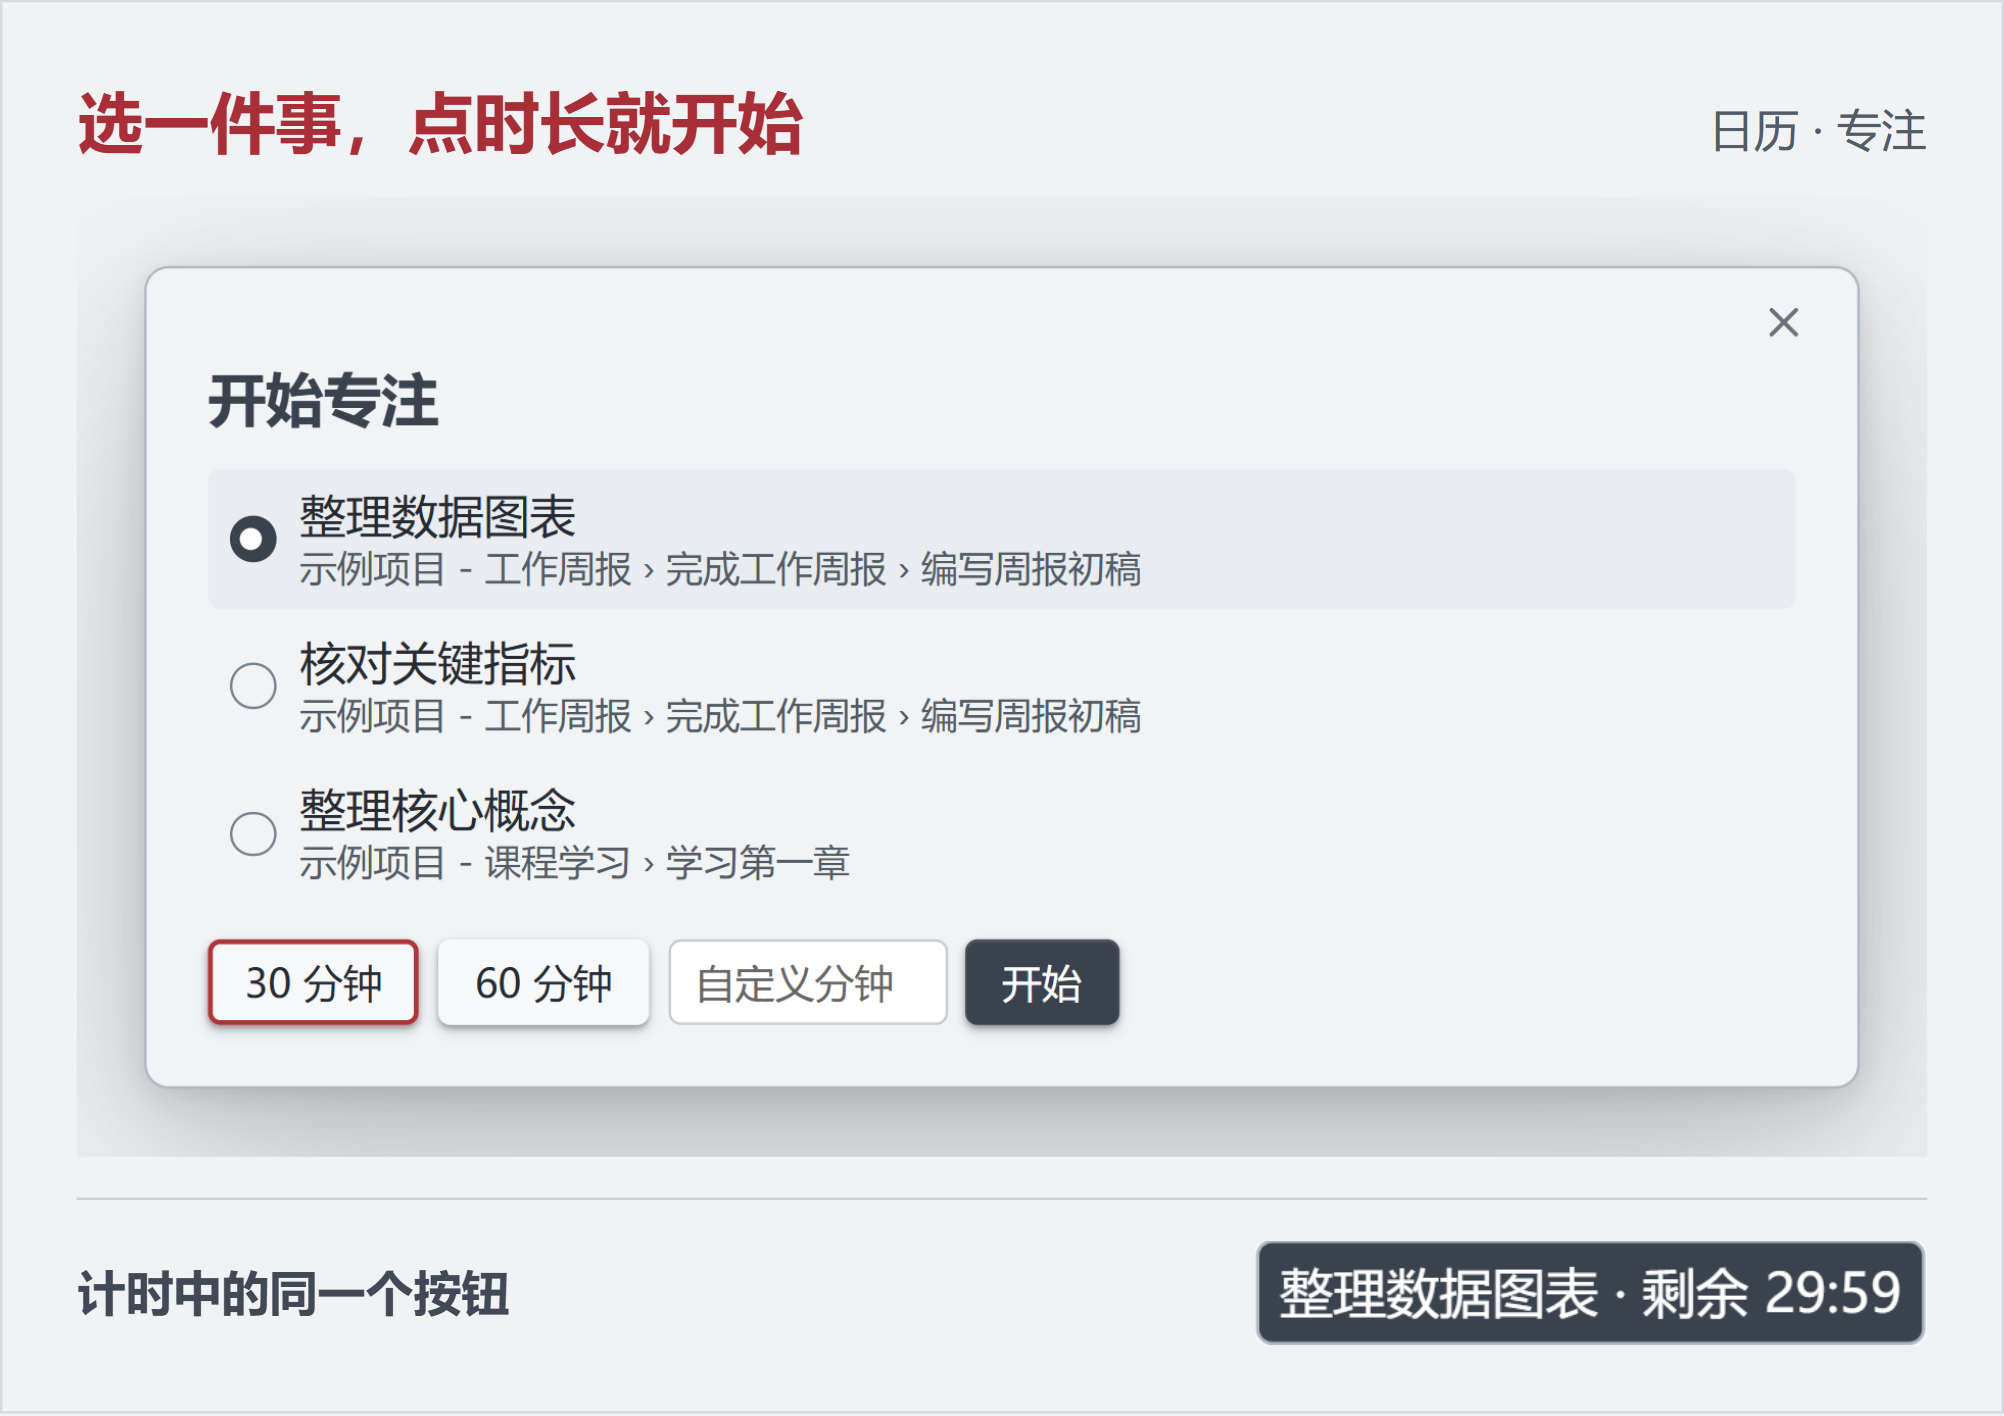 选一件事，点时长就开始
日历 · 专注
开始专注
整理数据图表
示例项目 - 工作周报 › 完成工作周报 › 编写周报初稿
核对关键指标
示例项目 - 工作周报 › 完成工作周报 › 编写周报初稿
整理核心概念
示例项目 - 课程学习 › 学习第一章
30 分钟 60 分钟 自定义分钟 开始
计时中的同一个按钮
整理数据图表 · 剩余 29:59